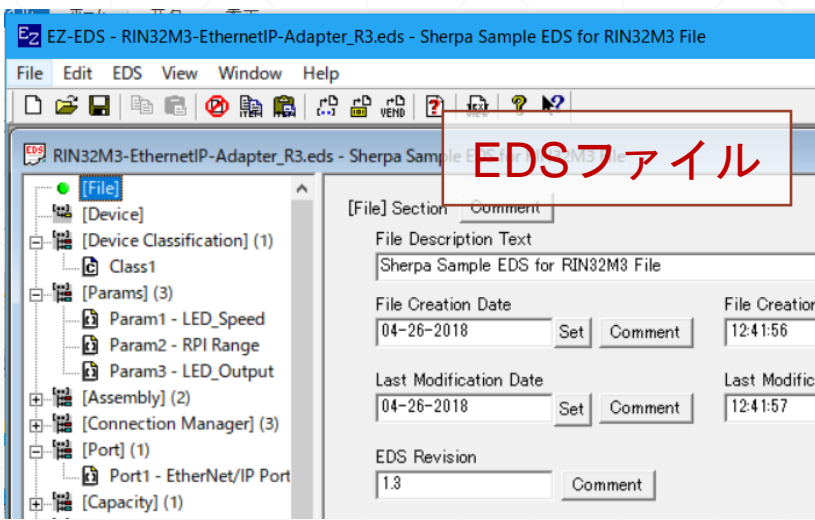 EZ-EDS - RIN32M3-EthernetIP-Adapter_R3.eds - Sherpa Sample EDS for RIN32M3 File
File Edit EDS View Window Help
RIN32M3-EthernetIP-Adapter_R3.eds - Sherpa Sample
EDSファイル
[File]
[Device]
[Device Classification] (1)
Class1
[Params] (3)
Param1 - LED_Speed
Param2 - RPI Range
Param3 - LED_Output
[Assembly] (2)
[Connection Manager] (3)
[Port] (1)
Port1 - EtherNet/IP Port
[Capacity] (1)
[File] Section Comment
File Description Text
Sherpa Sample EDS for RIN32M3 File
File Creation Date File Creation
04-26-2018 Set Comment 12:41:56
Last Modification Date Last Modific
04-26-2018 Set Comment 12:41:57
EDS Revision
1.3 Comment